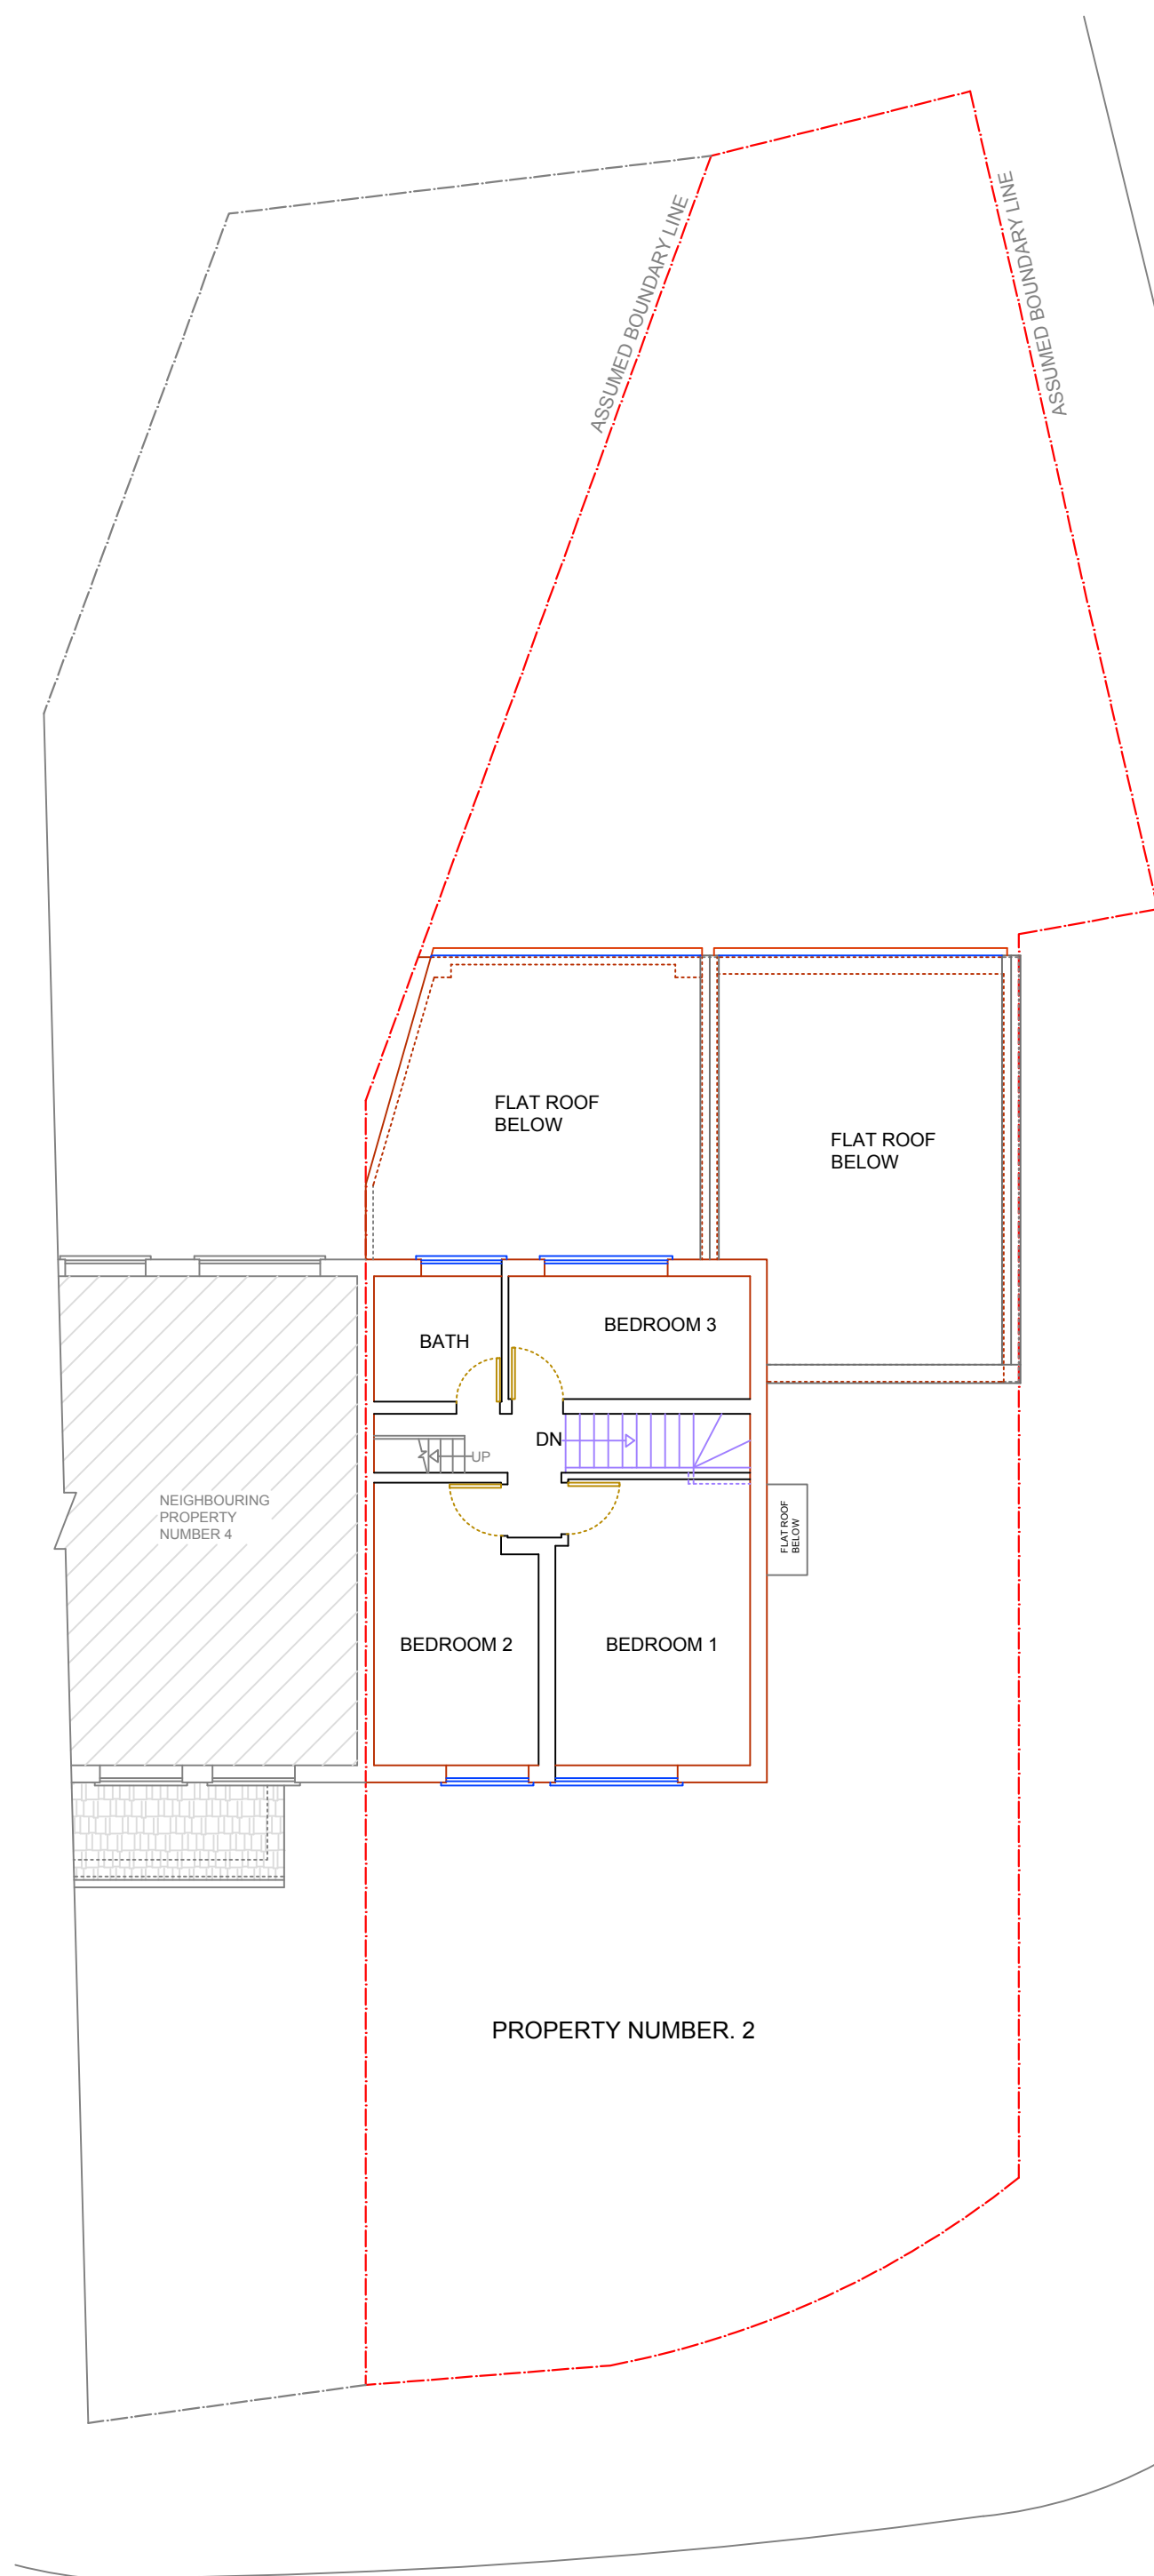 ASSUMED BOUNDARY LINE
ASSUMED BOUNDARY LINE
FLAT ROOF
BELOW
FLAT ROOF
BELOW
BEDROOM 3
BATH
DN
UP
NEIGHBOURING
PROPERTY
NUMBER 4
FLAT ROOF
BELOW
BEDROOM 2
BEDROOM 1
PROPERTY NUMBER. 2